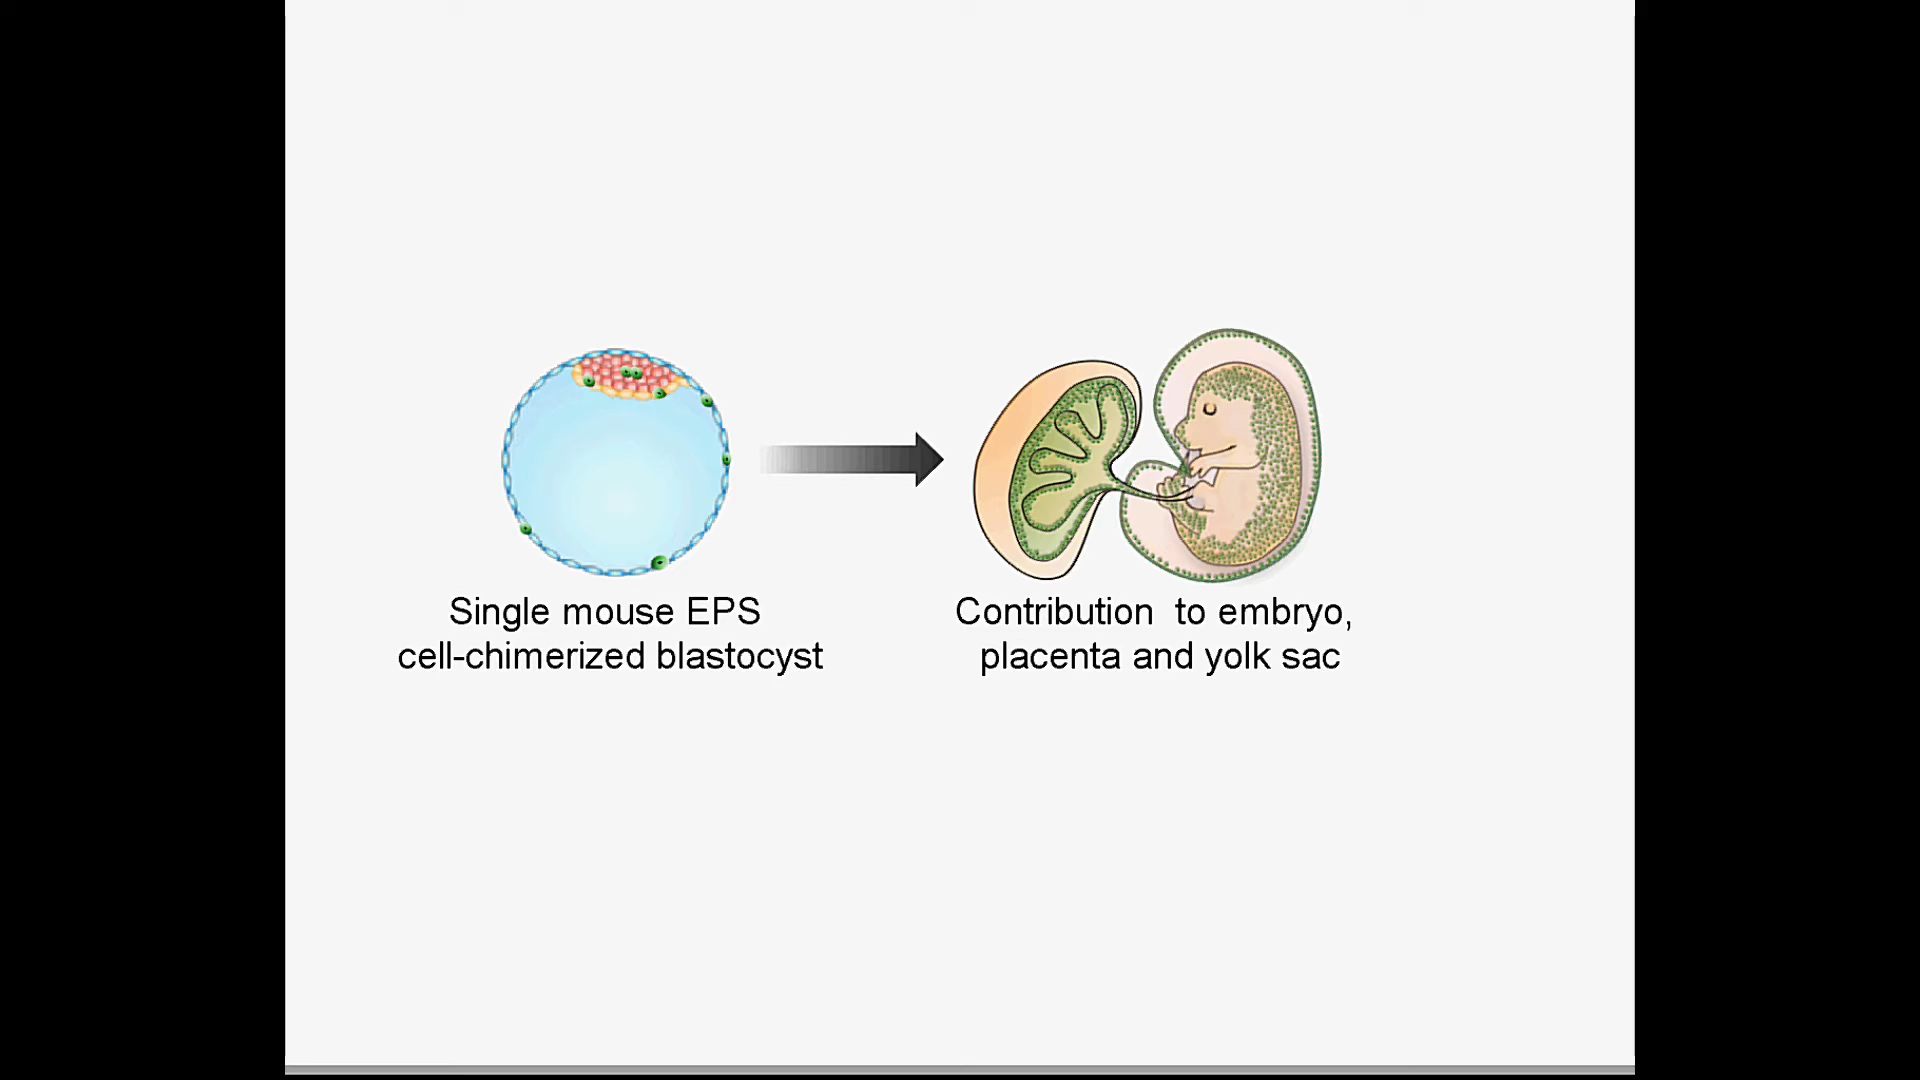 Single mouse EPS
cell-chimerized blastocyst
Contribution to embryo,
placenta and yolk sac